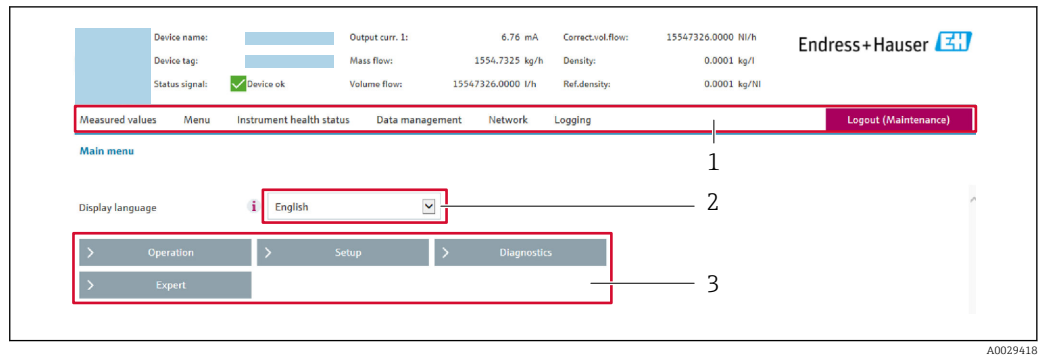 Device name: Output curr. 1: 6.76 mA Correct.vol.flow: 15547326.0000 Nl/h
Endress+Hauser EH
Device tag: Mass flow: 1554.7325 kg/h Density: 0.0001 kg/l
Status signal: Device ok Volume flow: 15547326.0000 l/h Ref.density: 0.0001 kg/Nl
Measured values Menu Instrument health status Data management Network Logging Logout (Maintenance)
1
Main menu
Display language i English 2
> Operation > Setup > Diagnostics
> Expert 3
A0029418